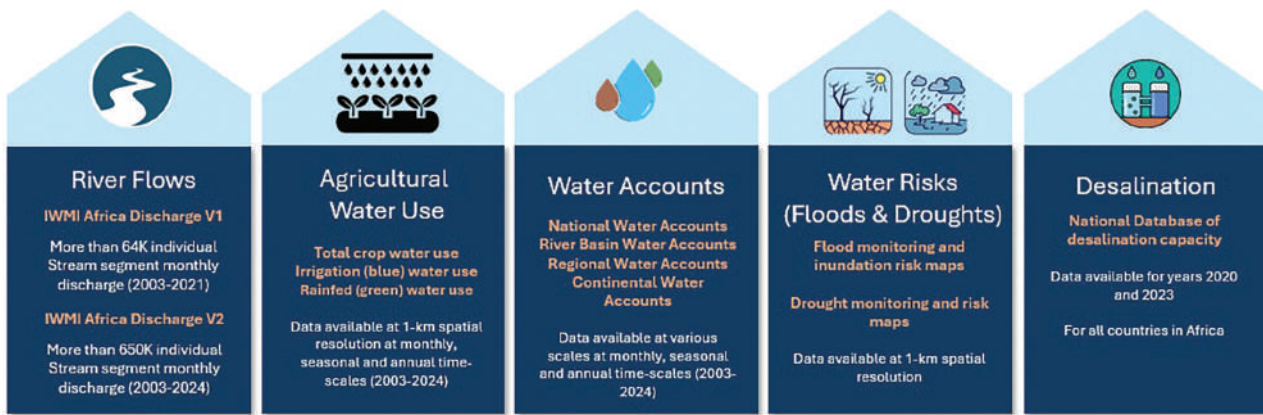 River Flows
IWMI Africa Discharge V1
More than 64K individual
Stream segment monthly
discharge (2003-2021)
IWMI Africa Discharge V2
More than 650K individual
Stream segment monthly
discharge (2003-2024)
Agricultural
Water Use
Total crop water use
Irrigation (blue) water use
Rainfed (green) water use
Data available at 1-km spatial
resolution at monthly,
seasonal and annual time-
scales (2003-2024)
Water Accounts
National Water Accounts
River Basin Water Accounts
Regional Water Accounts
Continental Water
Accounts
Data available at various
scales at monthly, seasonal
and annual time-scales (2003-
2024)
Water Risks
(Floods & Droughts)
Flood monitoring and
inundation risk maps
Drought monitoring and risk
maps
Data available at 1-km spatial
resolution
Desalination
National Database of
desalination capacity
Data available for years 2020
and 2023
For all countries in Africa